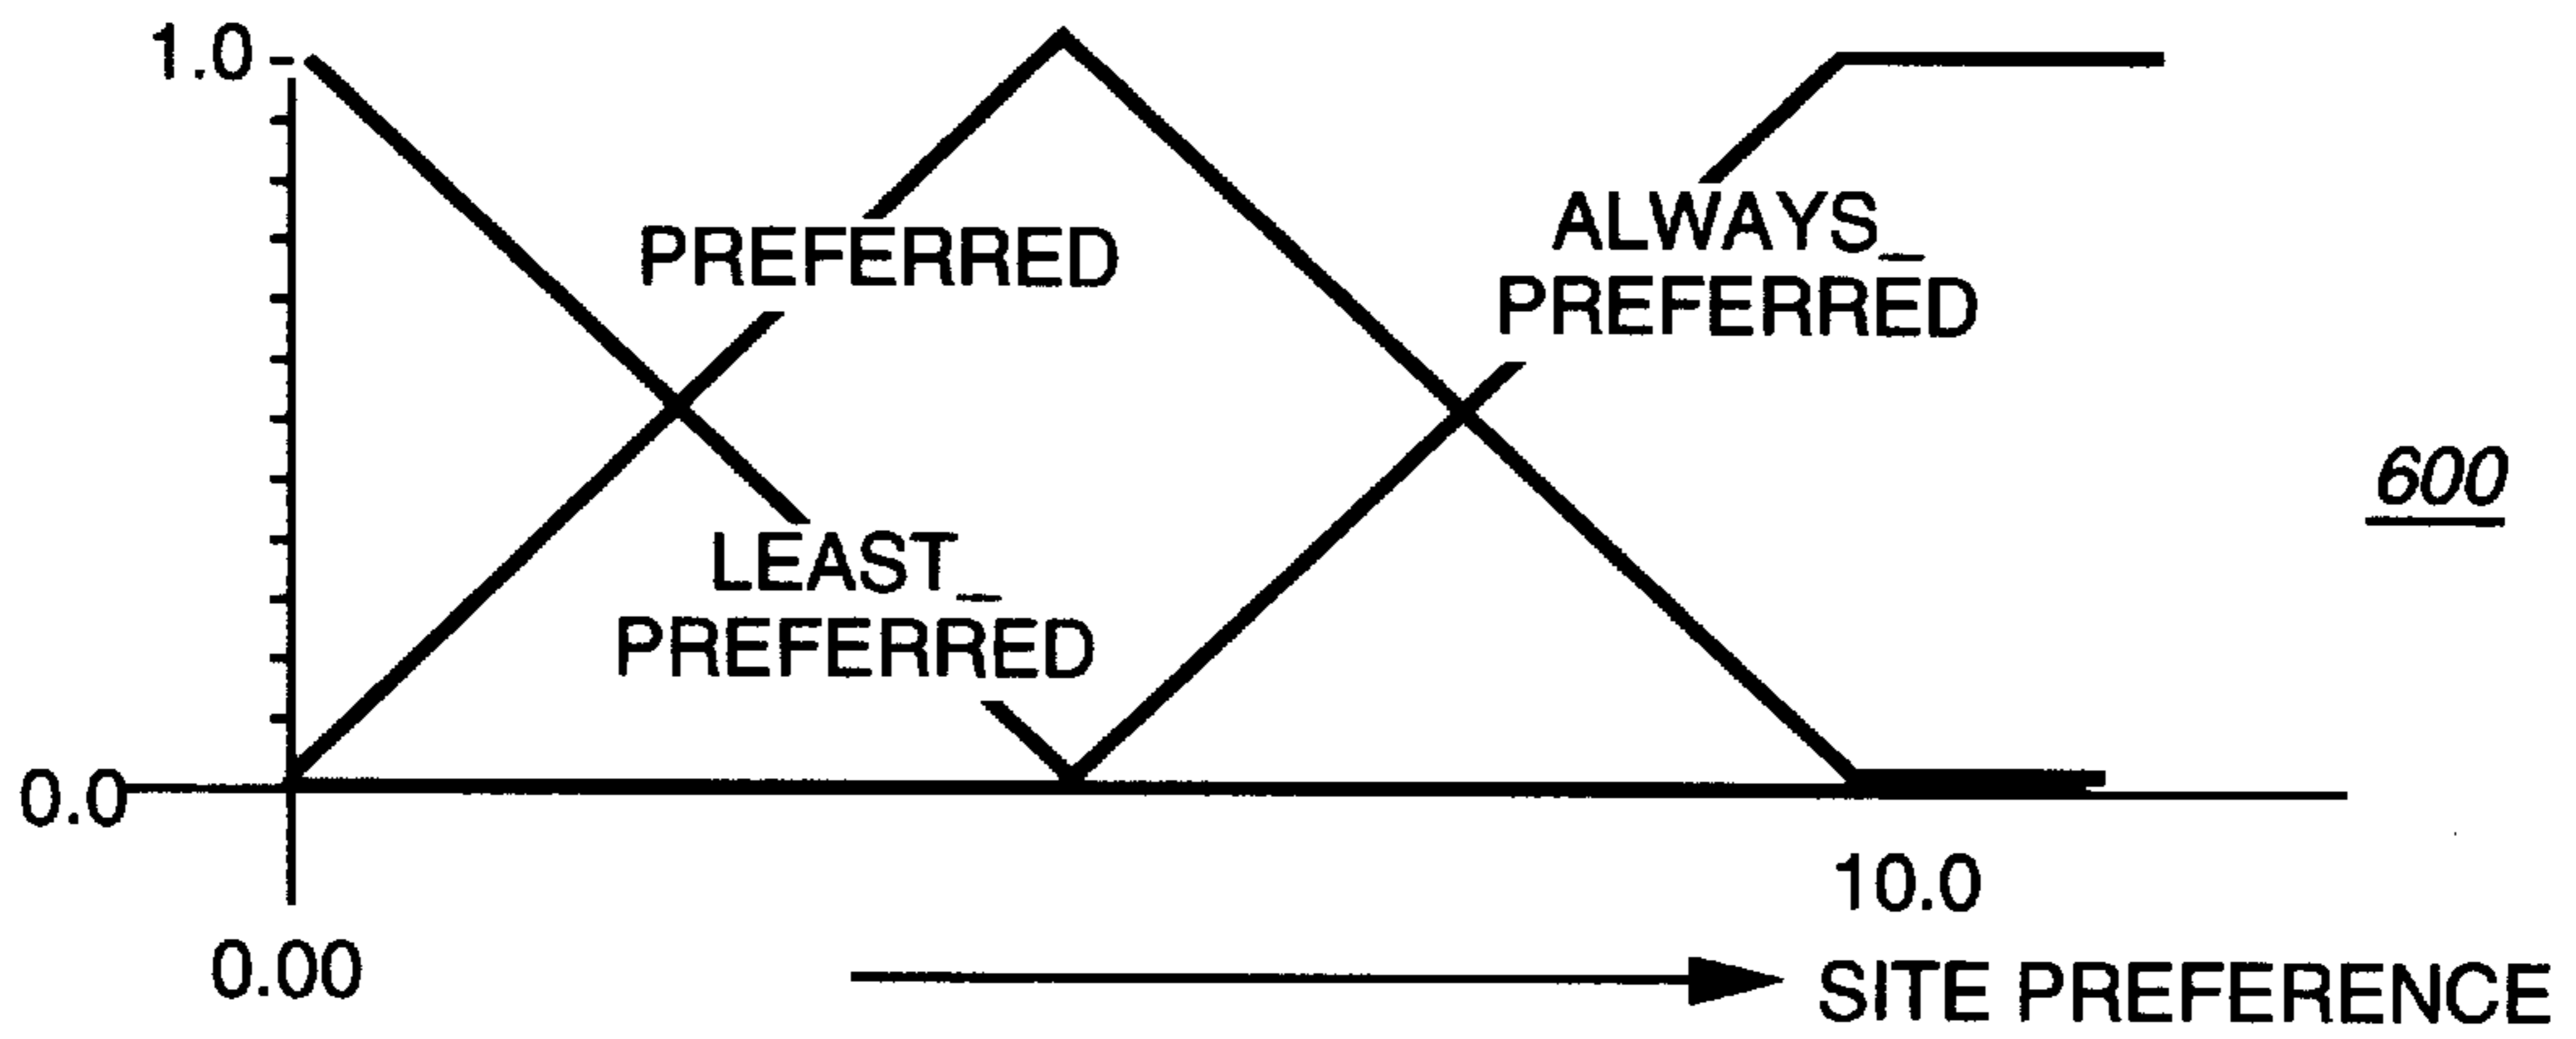 1.0
PREFERRED
ALWAYS_
PREFERRED
600
LEAST_
PREFERRED
0.0
10.0
0.00
SITE PREFERENCE